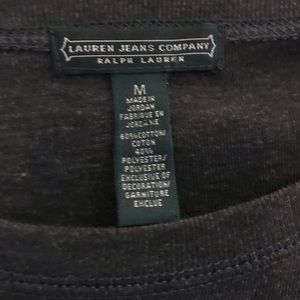 LAUREN JEANS COMPANY
RALPH LAUREN
M
MADE IN
JORDAN
FABRIQUE EN
JORDANIE
60%COTTON/
COTON
40%
POLYESTER/
POLYESTER
EXCLUSIVE OF
DECORATION/
GARNITURE
EXCLUE